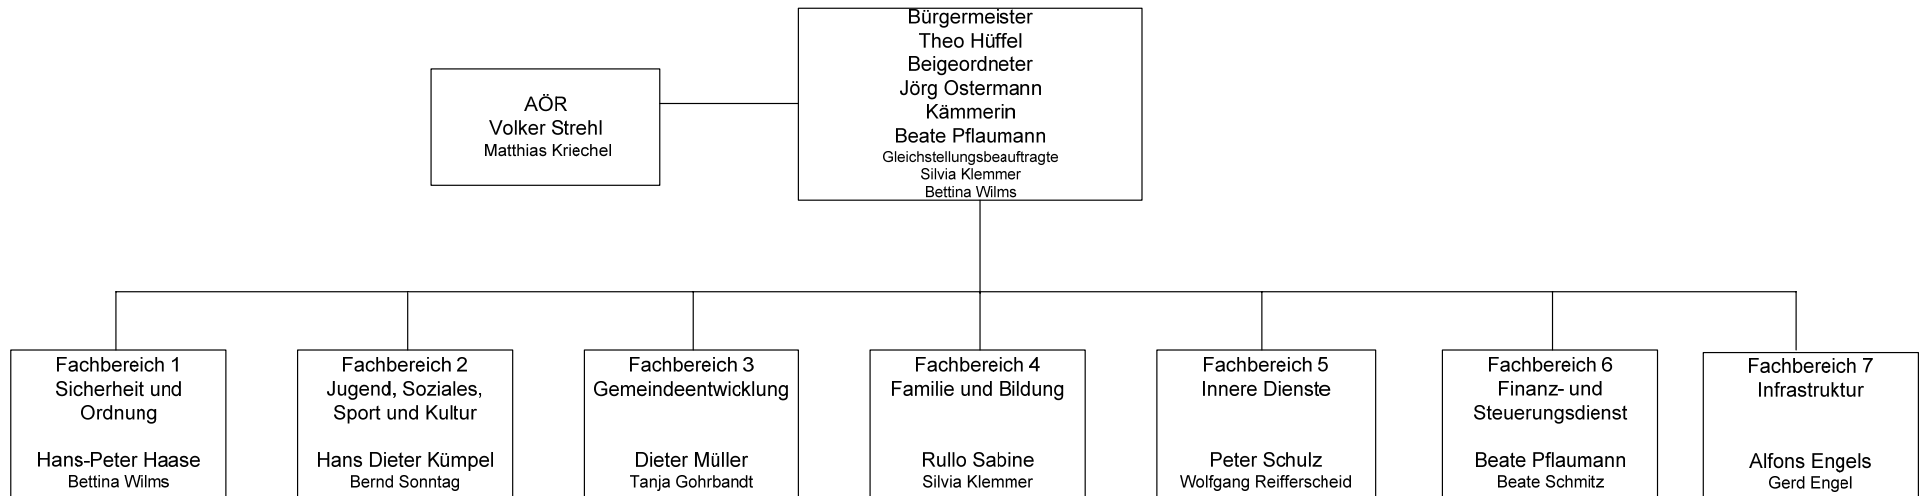 Bürgermeister
Theo Hüffel
Beigeordneter
Jörg Ostermann
Kämmerin
Beate Pflaumann
Gleichstellungsbeauftragte
Silvia Klemmer
Bettina Wilms
AÖR
Volker Strehl
Matthias Kriechel
Fachbereich 1
Sicherheit und
Ordnung
Hans-Peter Haase
Bettina Wilms
Fachbereich 2
Jugend, Soziales,
Sport und Kultur
Hans Dieter Kümpel
Bernd Sonntag
Fachbereich 3
Gemeindeentwicklung
Dieter Müller
Tanja Gohrbandt
Fachbereich 4
Familie und Bildung
Rullo Sabine
Silvia Klemmer
Fachbereich 5
Innere Dienste
Peter Schulz
Wolfgang Reifferscheid
Fachbereich 6
Finanz- und
Steuerungsdienst
Beate Pflaumann
Beate Schmitz
Fachbereich 7
Infrastruktur
Alfons Engels
Gerd Engel